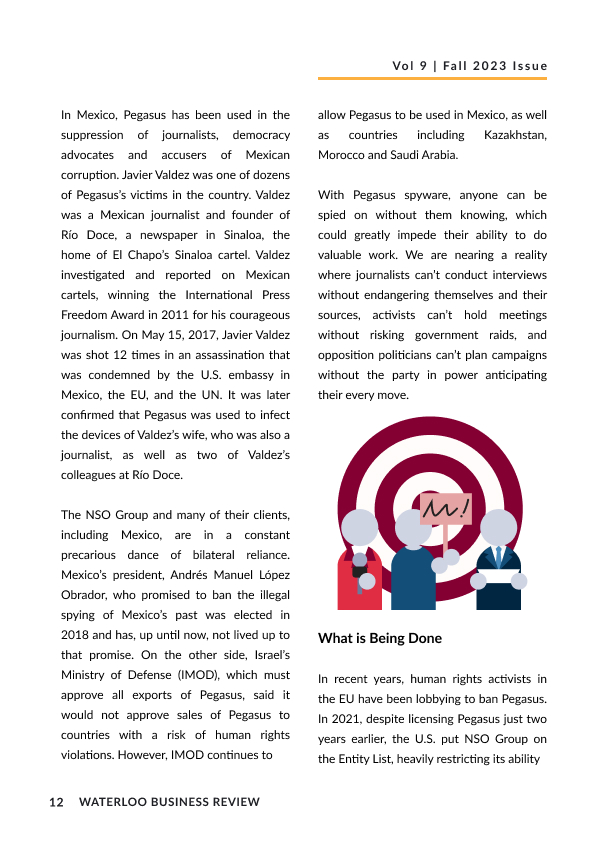 Vol 9 | Fall 2023 Issue
In Mexico, Pegasus has been used in the
suppression of journalists, democracy
advocates and accusers of Mexican
corruption. Javier Valdez was one of dozens
of Pegasus's victims in the country. Valdez
was a Mexican journalist and founder of
Río Doce, a newspaper in Sinaloa, the
home of El Chapo's Sinaloa cartel. Valdez
investigated and reported on Mexican
cartels, winning the International Press
Freedom Award in 2011 for his courageous
journalism. On May 15, 2017, Javier Valdez
was shot 12 times in an assassination that
was condemned by the U.S. embassy in
Mexico, the EU, and the UN. It was later
confirmed that Pegasus was used to infect
the devices of Valdez's wife, who was also a
journalist, as well as two of Valdez's
colleagues at Río Doce.
The NSO Group and many of their clients,
including Mexico, are in a constant
precarious dance of bilateral reliance.
Mexico's president, Andrés Manuel López
Obrador, who promised to ban the illegal
spying of Mexico's past was elected in
2018 and has, up until now, not lived up to
that promise. On the other side, Israel's
Ministry of Defense (IMOD), which must
approve all exports of Pegasus, said it
would not approve sales of Pegasus to
countries with a risk of human rights
violations. However, IMOD continues to
allow Pegasus to be used in Mexico, as well
as countries including Kazakhstan,
Morocco and Saudi Arabia.
With Pegasus spyware, anyone can be
spied on without them knowing, which
could greatly impede their ability to do
valuable work. We are nearing a reality
where journalists can't conduct interviews
without endangering themselves and their
sources, activists can't hold meetings
without risking government raids, and
opposition politicians can't plan campaigns
without the party in power anticipating
their every move.
What is Being Done
In recent years, human rights activists in
the EU have been lobbying to ban Pegasus.
In 2021, despite licensing Pegasus just two
years earlier, the U.S. put NSO Group on
the Entity List, heavily restricting its ability
12 WATERLOO BUSINESS REVIEW